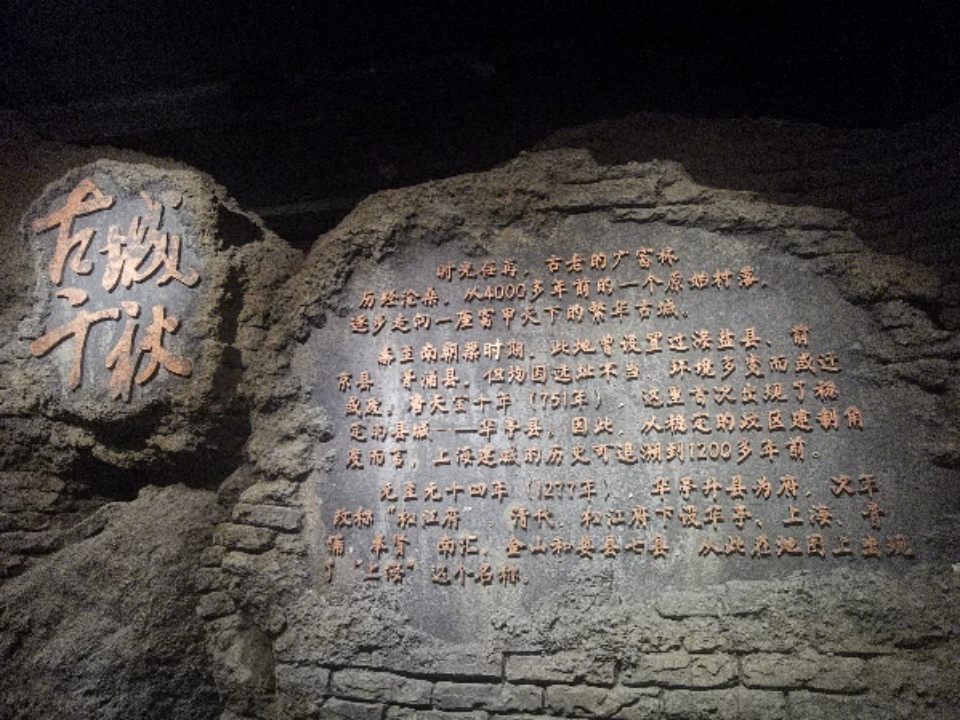 古城
千秋
时光荏苒，古老的广富林
历经沧桑，从4000多年前的一个原始村落，
逐步走向一座富甲天下的繁华古城。
秦至南朝梁时期，此地曾设置过海盐县、前
京县、胥浦县，但均因选址不当、环境多变而或迁
或废。唐天宝十年（751年），这里首次出现了稳
定的县城——华亭县，因此，从稳定的政区建制角
度而言，上海建城的历史可追溯到1200多年前。
元至元十四年（1277年），华亭升县为府，次年
改称“松江府”。清代，松江府下设华亭、上海、青
浦、奉贤、南汇、金山和娄县七县，从此在地图上出现
了“上海”这个名称。